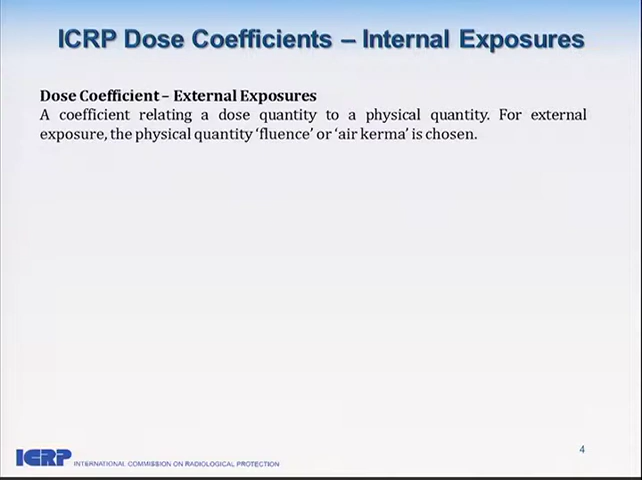 ICRP Dose Coefficients – Internal Exposures
Dose Coefficient – External Exposures
A coefficient relating a dose quantity to a physical quantity. For external
exposure, the physical quantity ‘fluence’ or ‘air kerma’ is chosen.
4
ICRP INTERNATIONAL COMMISSION ON RADIOLOGICAL PROTECTION